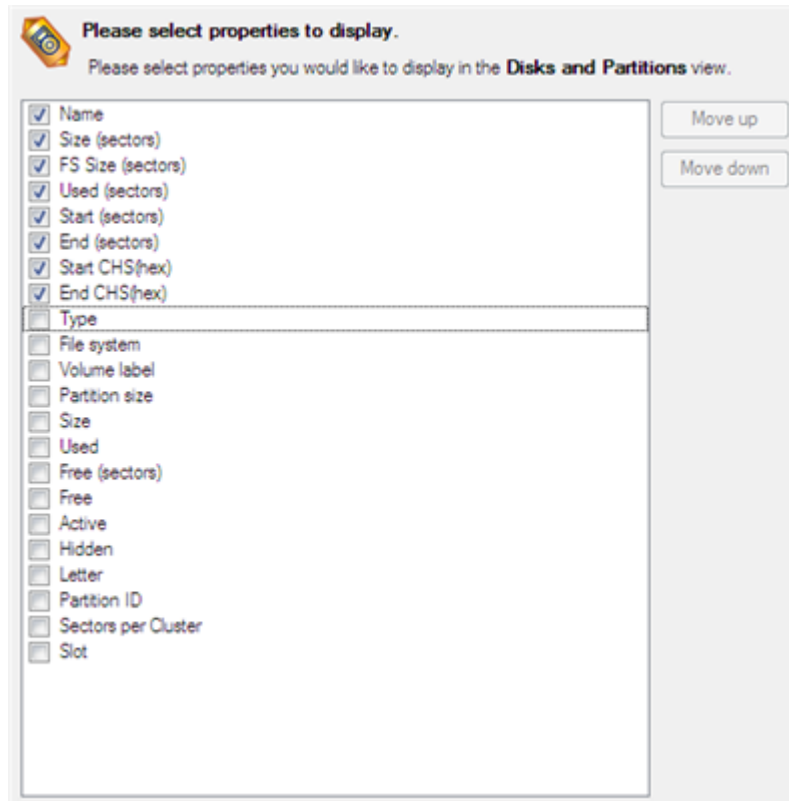 Please select properties to display.
Please select properties you would like to display in the Disks and Partitions view.
Name
Size (sectors)
FS Size (sectors)
Used (sectors)
Start (sectors)
End (sectors)
Start CHS(hex)
End CHS(hex)
Type
File system
Volume label
Partition size
Size
Used
Free (sectors)
Free
Active
Hidden
Letter
Partition ID
Sectors per Cluster
Slot
Move up
Move down